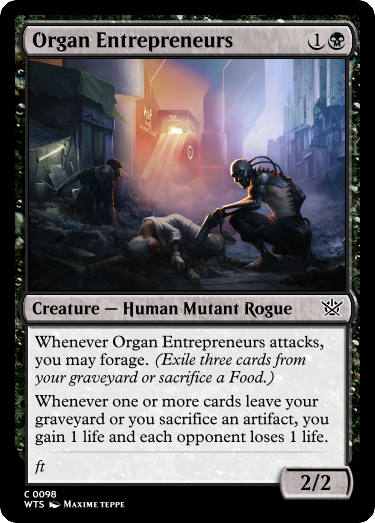 Organ Entrepreneurs 1
Creature — Human Mutant Rogue
Whenever Organ Entrepreneurs attacks,
you may forage. (Exile three cards from
your graveyard or sacrifice a Food.)
Whenever one or more cards leave your
graveyard or you sacrifice an artifact, you
gain 1 life and each opponent loses 1 life.
ft
2/2
C 0098
WTS MAXIME TEPPE